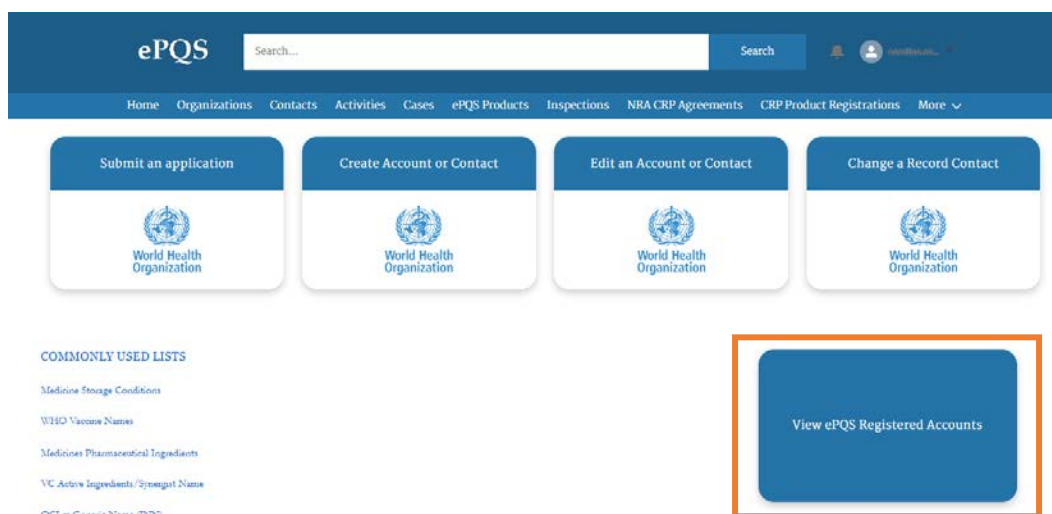 ePQS Search... Search
Home Organizations Contacts Activities Cases ePQS Products Inspections NRA CRP Agreements CRP Product Registrations More
Submit an application Create Account or Contact Edit an Account or Contact Change a Record Contact
World Health World Health World Health World Health
Organization Organization Organization Organization
COMMONLY USED LISTS
Medicine Storage Conditions
WHO Vaccine Names
View ePQS Registered Accounts
Medicines Pharmaceutical Ingredients
VC Active Ingredients/Synergist Name